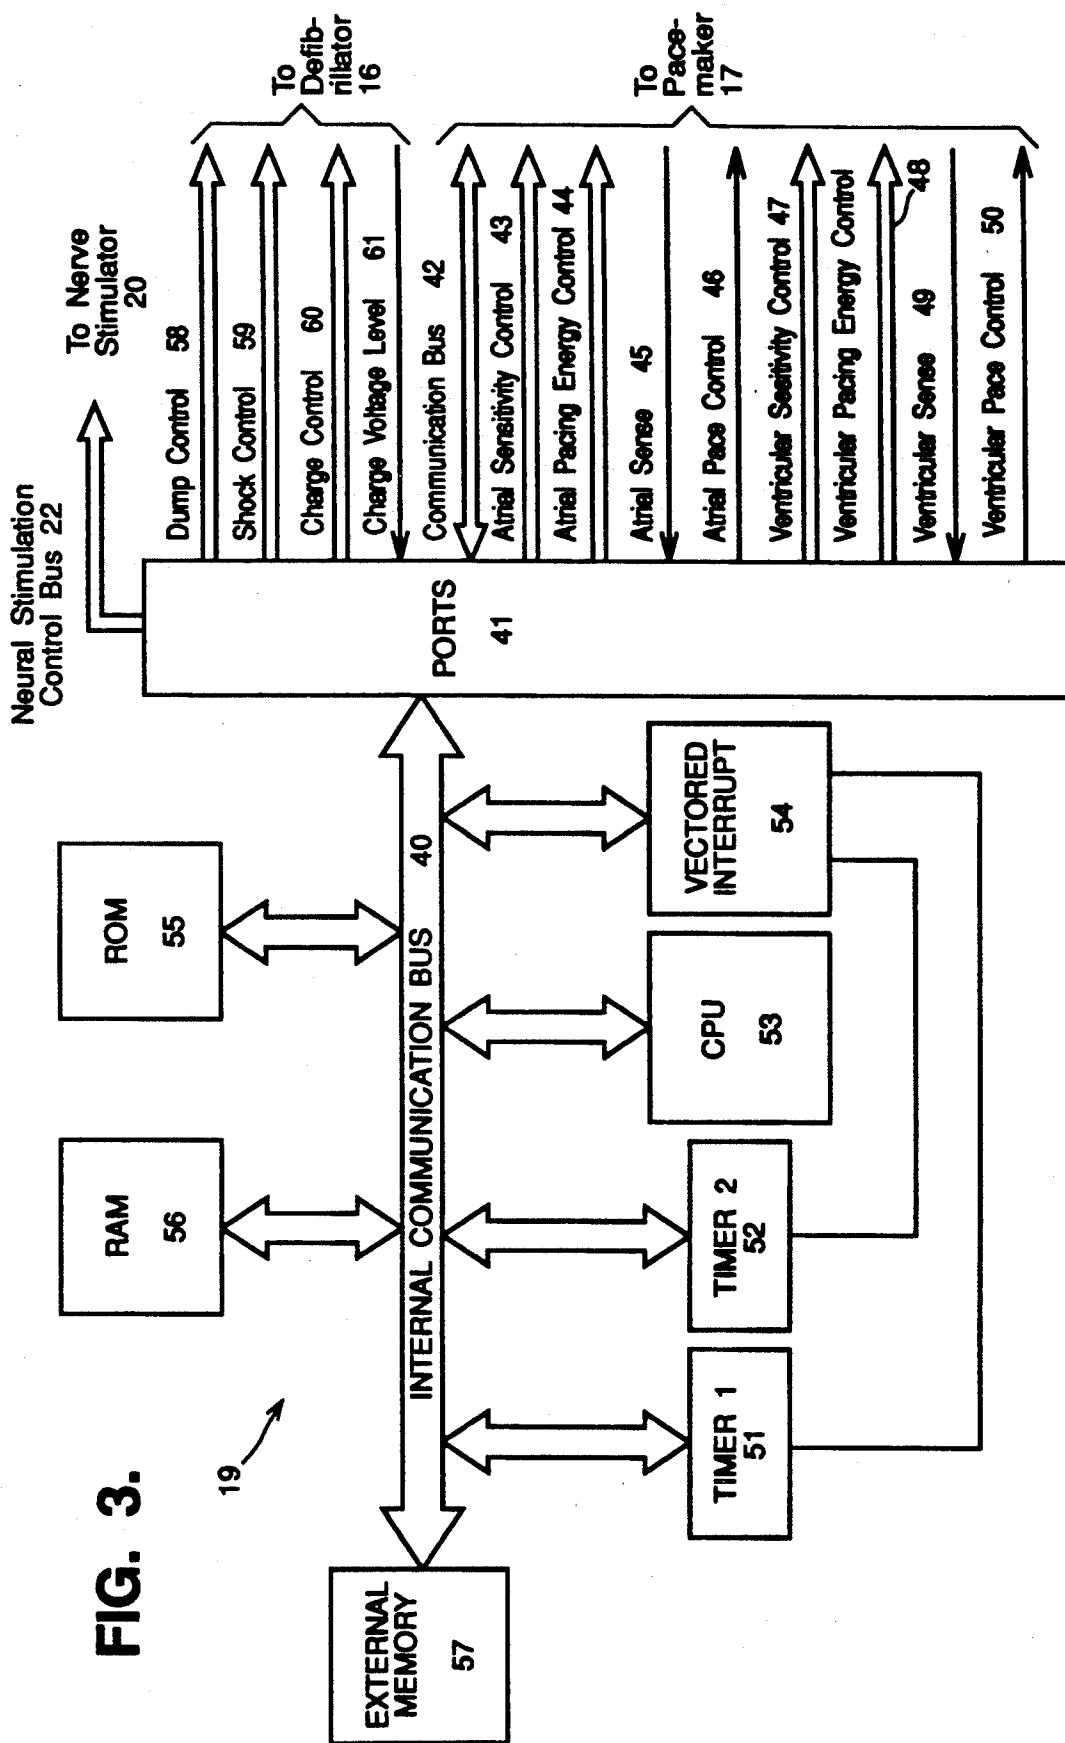 FIG. 3.
19
EXTERNAL
MEMORY
57
RAM
56
ROM
55
INTERNAL COMMUNICATION BUS 40
TIMER 1
51
TIMER 2
52
CPU
53
VECTORED
INTERRUPT
54
PORTS
41
Neural Stimulation
Control Bus 22
To Nerve
Stimulator
20
Dump Control 58
Shock Control 59
Charge Control 60
Charge Voltage Level 61
To
Defib-
rillator
16
Communication Bus 42
Atrial Sensitivity Control 43
Atrial Pacing Energy Control 44
Atrial Sense 45
Atrial Pace Control 46
Ventricular Sesitivity Control 47
Ventricular Pacing Energy Control
48
Ventricular Sense 49
Ventricular Pace Control 50
To
Pace-
maker
17